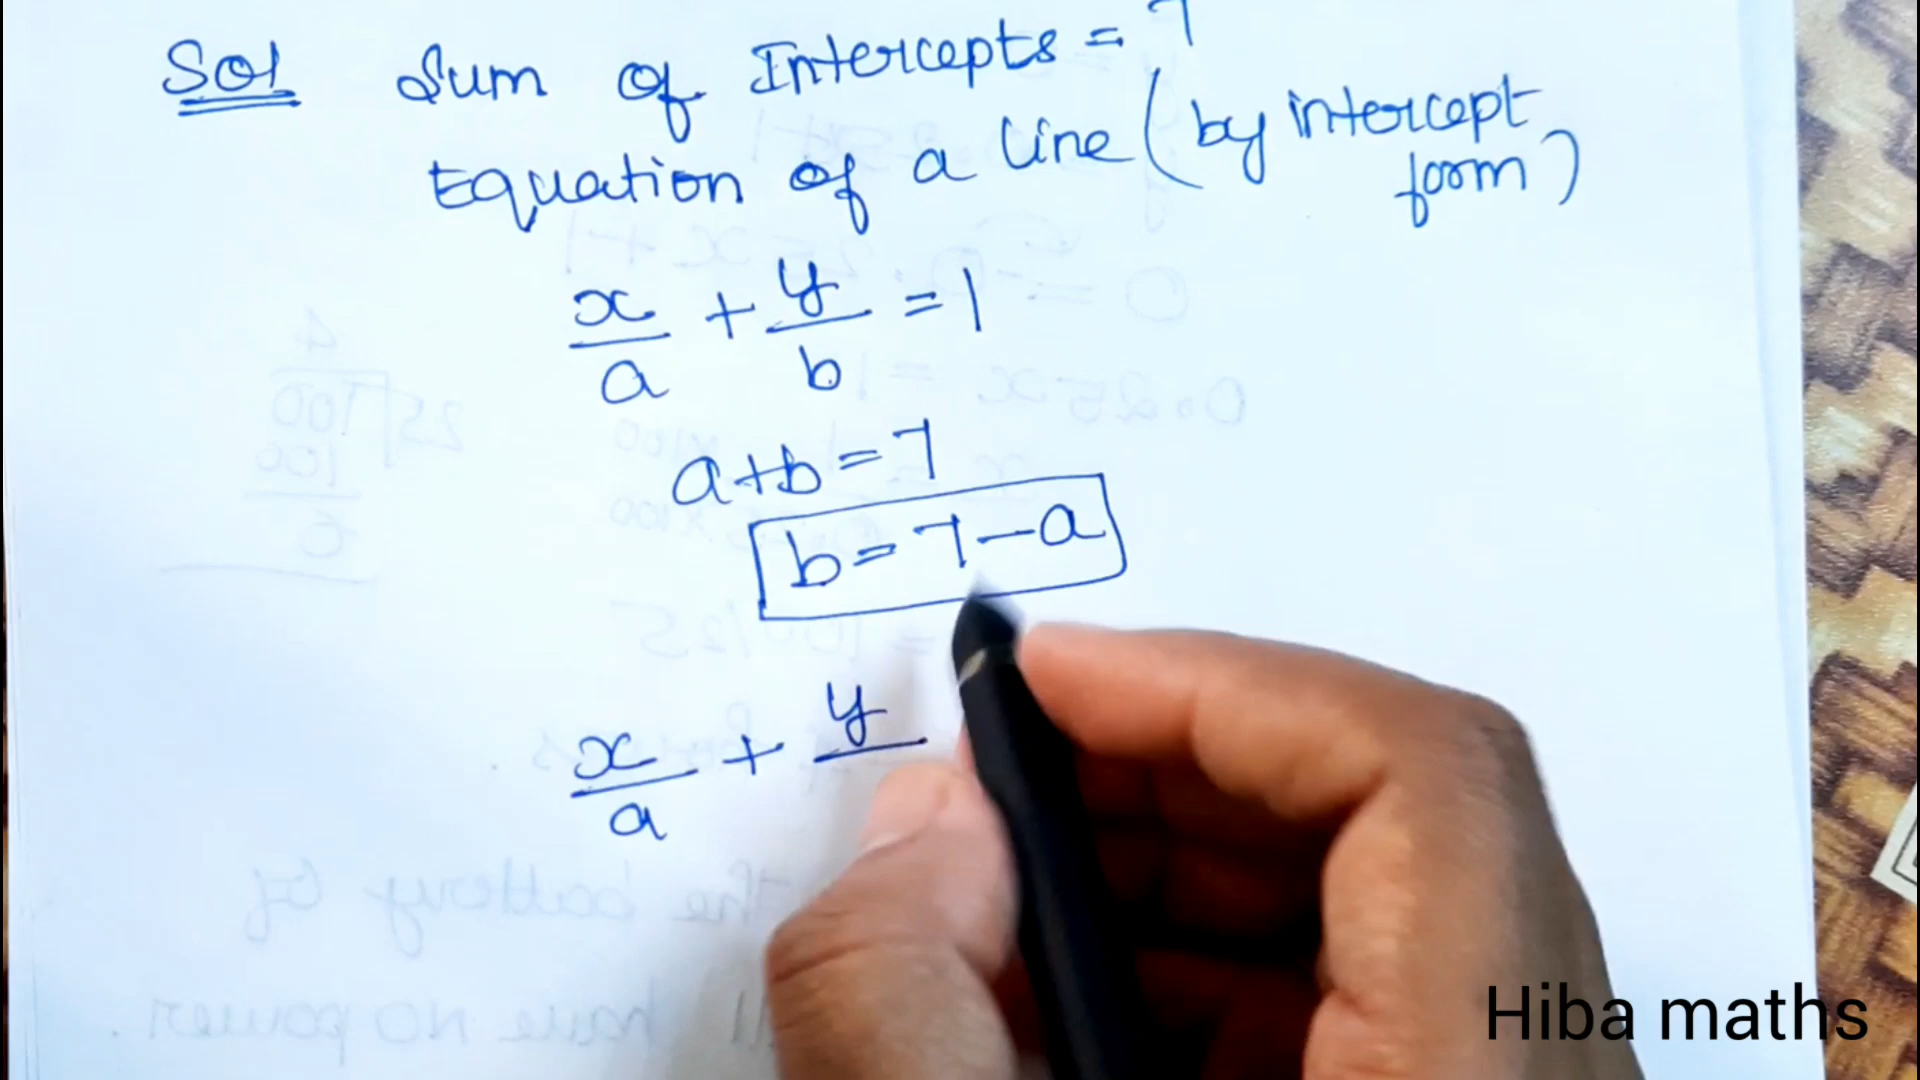 Sol Sum of Intercepts = 7
Equation of a line (by intercept form)
x/a + y/b = 1
a+b=7
b=7-a
x/a + y
Hiba maths